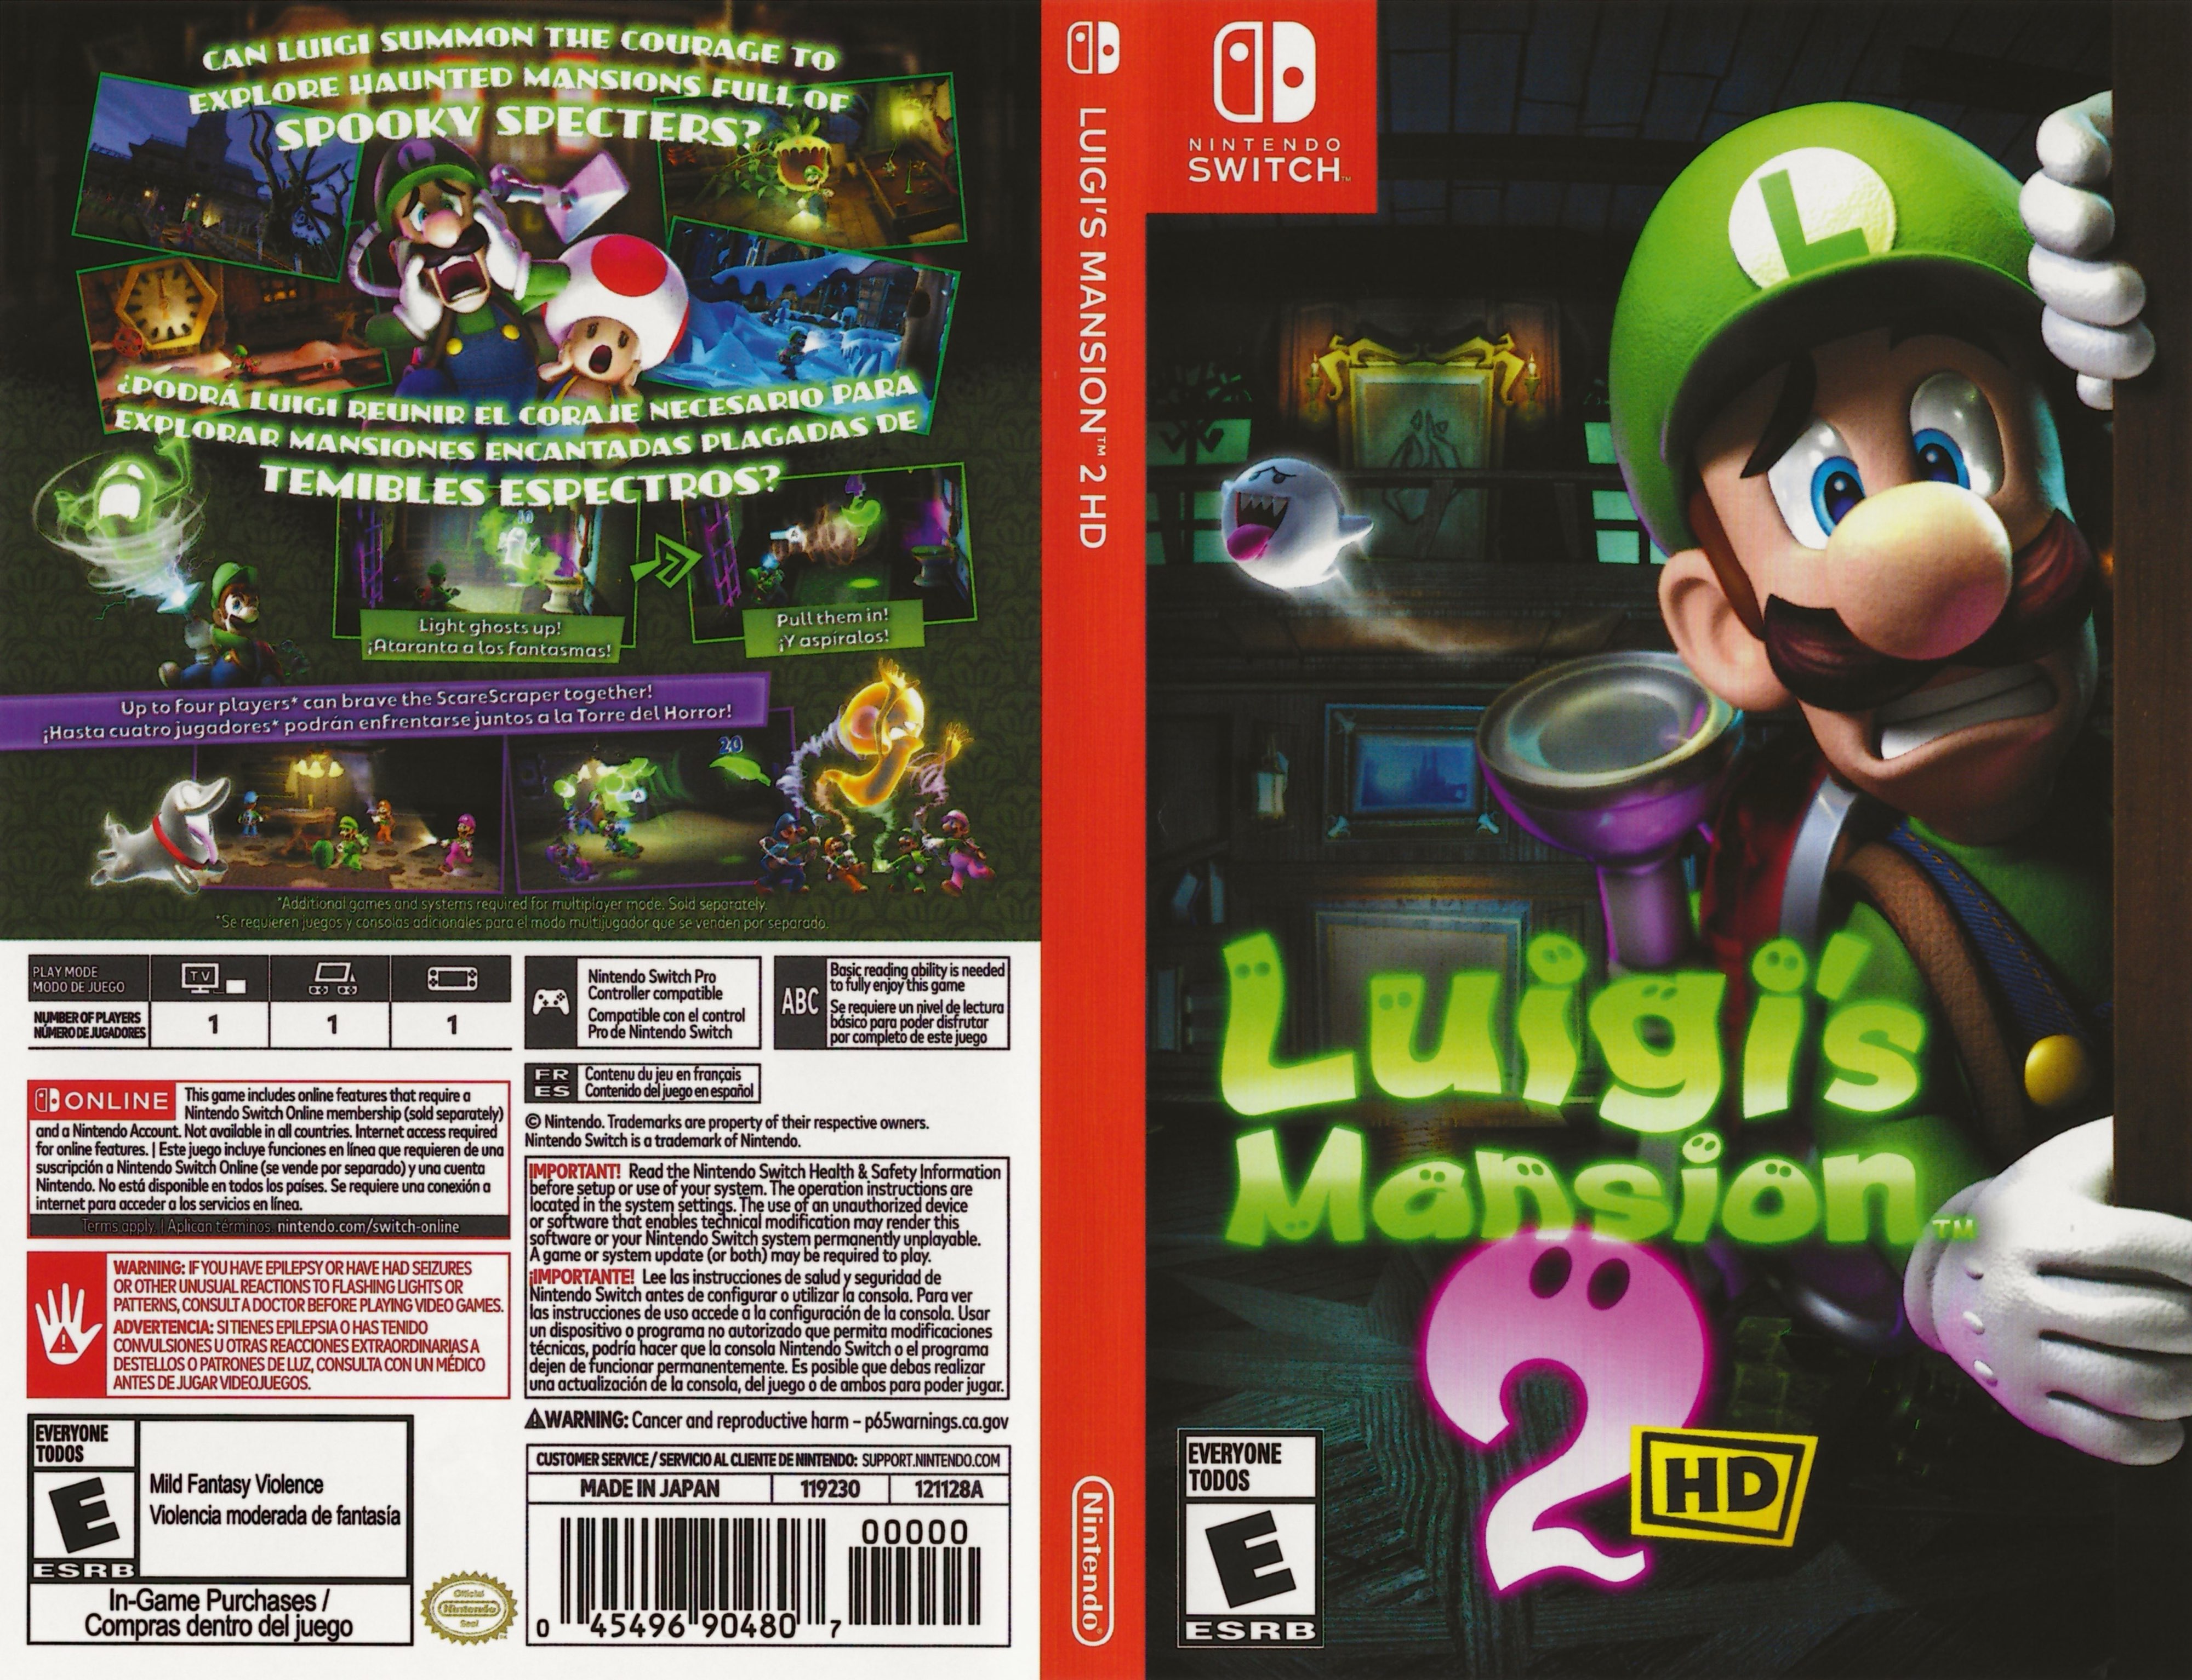 CAN LUIGI SUMMON THE COURAGE TO
EXPLORE HAUNTED MANSIONS FULL OF
SPOOKY SPECTERS?
¿PODRÁ LUIGI REUNIR EL CORAJE NECESARIO PARA
EXPLORAR MANSIONES ENCANTADAS PLAGADAS DE
TEMIBLES ESPECTROS?
Light ghosts up!
¡Ataranta a los fantasmas!
Pull them in!
¡Y aspíralos!
Up to four players* can brave the ScareScraper together!
¡Hasta cuatro jugadores* podrán enfrentarse juntos a la Torre del Horror!
20
*Additional games and systems required for multiplayer mode. Sold separately.
*Se requieren juegos y consolas adicionales para el modo multijugador que se venden por separado.
PLAY MODE
MODO DE JUEGO
TV
NUMBER OF PLAYERS
NÚMERO DE JUGADORES
1
1
1
Nintendo Switch Pro
Controller compatible
Compatible con el control
Pro de Nintendo Switch
ABC
Basic reading ability is needed
to fully enjoy this game
Se requiere un nivel de lectura
básico para poder disfrutar
por completo de este juego
FR
ES
Contenu du jeu en français
Contenido del juego en español
ONLINE
This game includes online features that require a
Nintendo Switch Online membership (sold separately)
and a Nintendo Account. Not available in all countries. Internet access required
for online features. | Este juego incluye funciones en línea que requieren de una
suscripción a Nintendo Switch Online (se vende por separado) y una cuenta
Nintendo. No está disponible en todos los países. Se requiere una conexión a
internet para acceder a los servicios en línea.
Terms apply. | Aplican términos. nintendo.com/switch-online
WARNING: IF YOU HAVE EPILEPSY OR HAVE HAD SEIZURES
OR OTHER UNUSUAL REACTIONS TO FLASHING LIGHTS OR
PATTERNS, CONSULT A DOCTOR BEFORE PLAYING VIDEO GAMES.
ADVERTENCIA: SI TIENES EPILEPSIA O HAS TENIDO
CONVULSIONES U OTRAS REACCIONES EXTRAORDINARIAS A
DESTELLOS O PATRONES DE LUZ, CONSULTA CON UN MÉDICO
ANTES DE JUGAR VIDEOJUEGOS.
© Nintendo. Trademarks are property of their respective owners.
Nintendo Switch is a trademark of Nintendo.
IMPORTANT! Read the Nintendo Switch Health & Safety Information
before setup or use of your system. The operation instructions are
located in the system settings. The use of an unauthorized device
or software that enables technical modification may render this
software or your Nintendo Switch system permanently unplayable.
A game or system update (or both) may be required to play.
¡IMPORTANTE! Lee las instrucciones de salud y seguridad de
Nintendo Switch antes de configurar o utilizar la consola. Para ver
las instrucciones de uso accede a la configuración de la consola. Usar
un dispositivo o programa no autorizado que permita modificaciones
técnicas, podría hacer que la consola Nintendo Switch o el programa
dejen de funcionar permanentemente. Es posible que debas realizar
una actualización de la consola, del juego o de ambos para poder jugar.
WARNING: Cancer and reproductive harm – p65warnings.ca.gov
CUSTOMER SERVICE / SERVICIO AL CLIENTE DE NINTENDO: SUPPORT.NINTENDO.COM
MADE IN JAPAN
119230
121128A
00000
0 45496 90480 7
EVERYONE
TODOS
E
ESRB
Mild Fantasy Violence
Violencia moderada de fantasía
In-Game Purchases /
Compras dentro del juego
Official
Nintendo
Seal
LUIGI'S MANSION™ 2 HD
Nintendo®
NINTENDO
SWITCH™
L
Luigi's
Mansion™
2
HD
EVERYONE
TODOS
E
ESRB